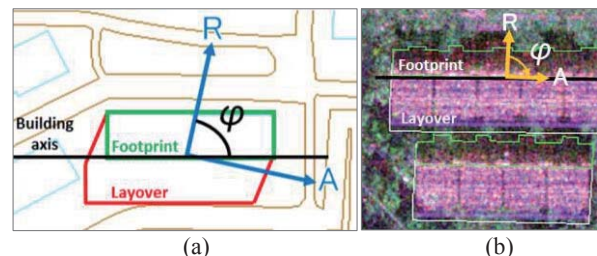 R
φ
Building
axis
Footprint
A
Layover
(a)
R
φ
Footprint
A
Layover
(b)